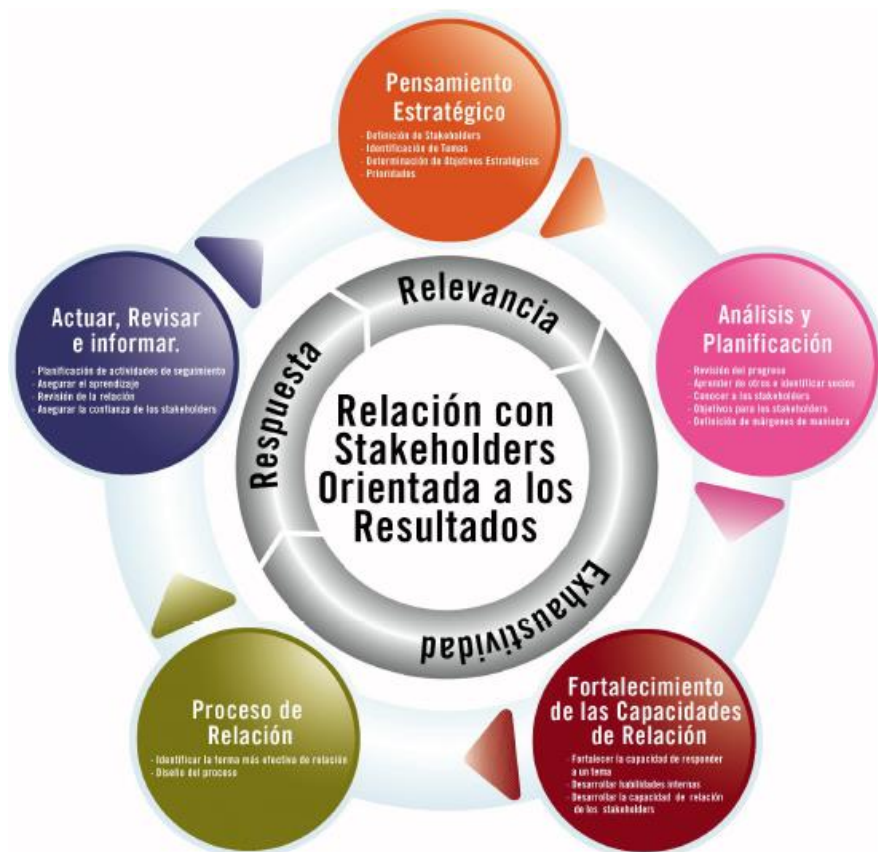 Pensamiento
Estratégico
- Definición de Stakeholders
- Identificación de Temas
- Determinación de Objetivos Estratégicos
- Prioridades
Análisis y
Planificación
- Revisión del progreso
- Aprender de otros e identificar socios
- Conocer a los stakeholders
- Objetivos para los stakeholders
- Definición de márgenes de maniobra
Fortalecimiento
de las Capacidades
de Relación
- Fortalecer la capacidad de responder
a un tema
- Desarrollar habilidades internas
- Desarrollar la capacidad de relación
de los stakeholders
Proceso de
Relación
- Identificar la forma más efectiva de relación
- Diseño del proceso
Actuar, Revisar
e informar.
- Planificación de actividades de seguimiento
- Asegurar el aprendizaje
- Revisión de la relación
- Asegurar la confianza de los stakeholders
Relevancia
Exhaustividad
Respuesta
Relación con
Stakeholders
Orientada a los
Resultados